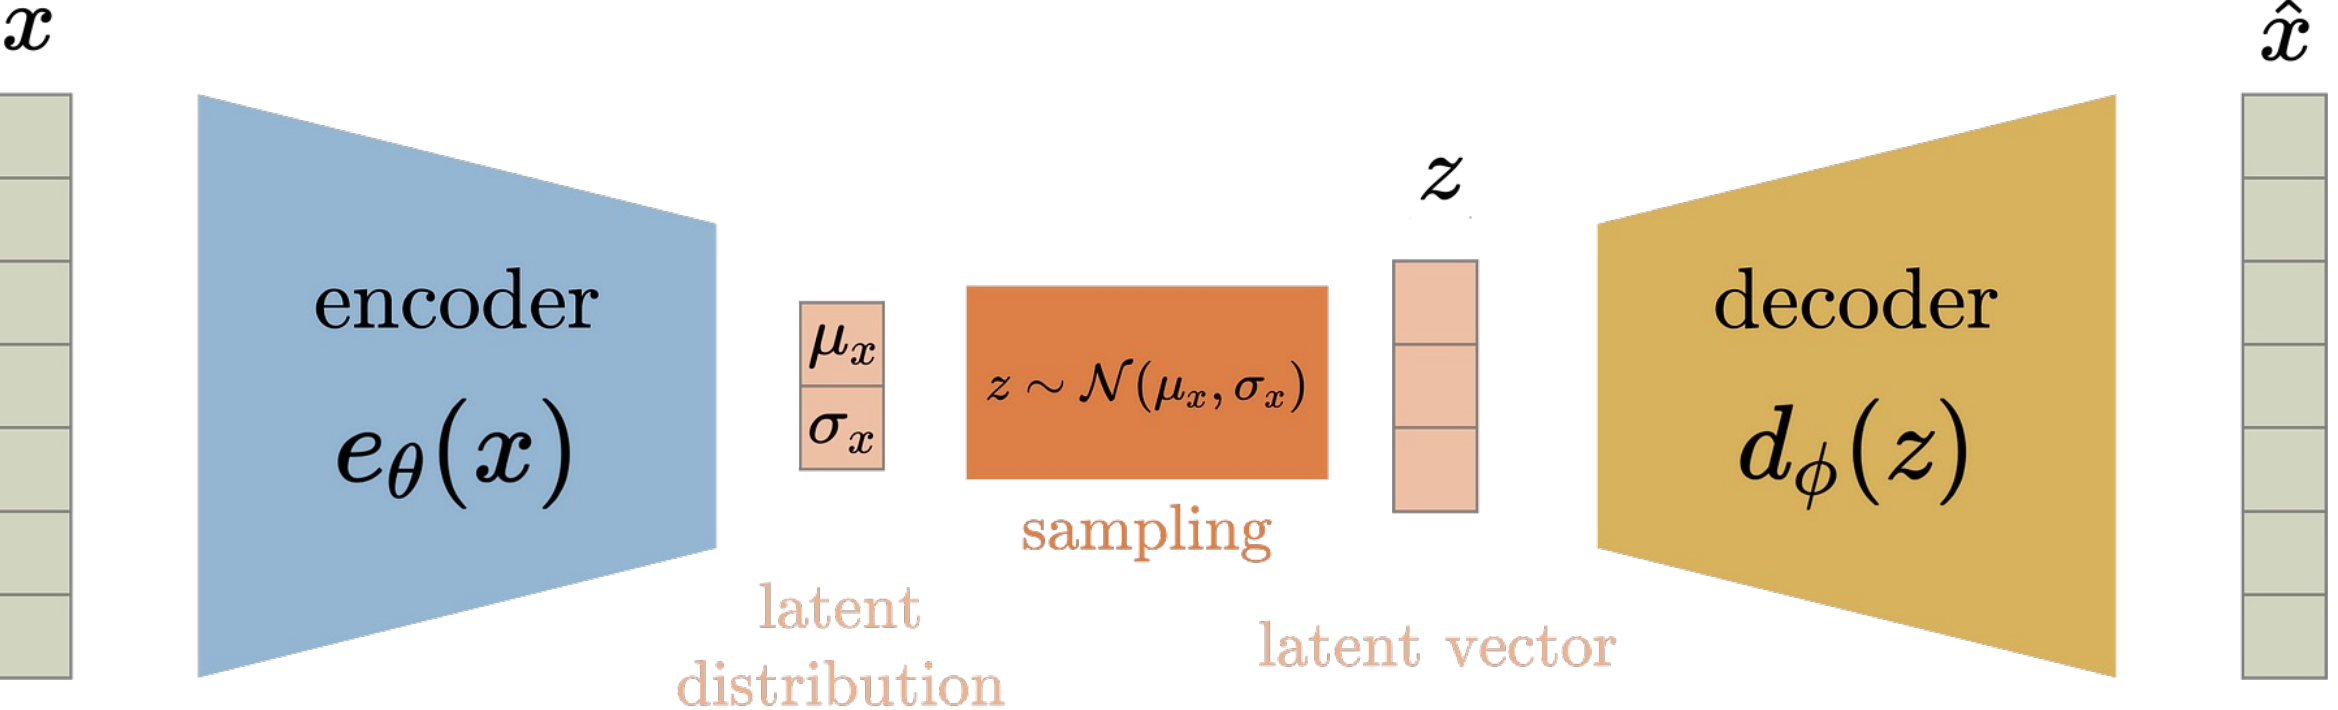 x
encoder
e_θ(x)
μ_x
σ_x
z ∼ 𝒩(μ_x, σ_x)
sampling
latent
distribution
z
latent vector
decoder
d_ϕ(z)
x̂